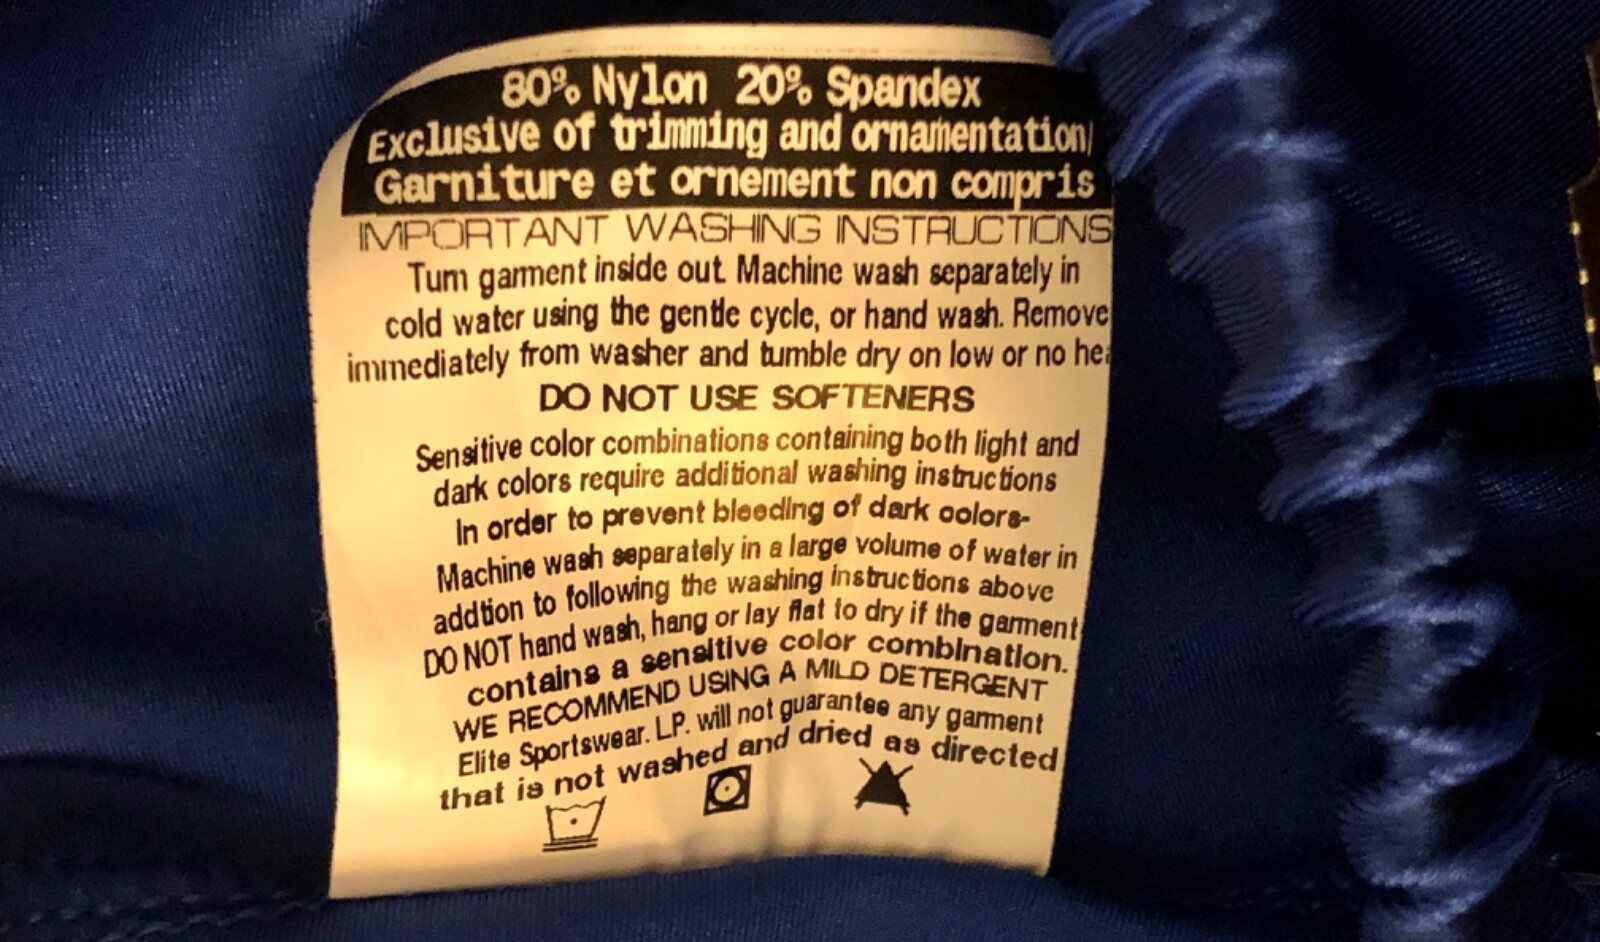 80% Nylon 20% Spandex
Exclusive of trimming and ornamentation/
Garniture et ornement non compris
IMPORTANT WASHING INSTRUCTIONS
Turn garment inside out. Machine wash separately in
cold water using the gentle cycle, or hand wash. Remove
immediately from washer and tumble dry on low or no hea
DO NOT USE SOFTENERS
Sensitive color combinations containing both light and
dark colors require additional washing instructions
In order to prevent bleeding of dark colors-
Machine wash separately in a large volume of water in
addtion to following the washing instructions above
DO NOT hand wash, hang or lay flat to dry if the garment
contains a sensitive color combination.
WE RECOMMEND USING A MILD DETERGENT
Elite Sportswear. LP. will not guarantee any garment
that is not washed and dried as directed